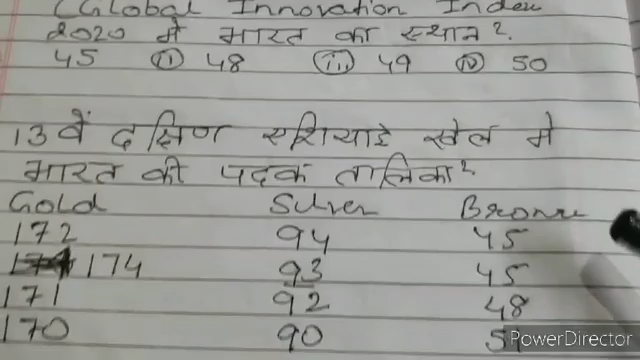 (Global Innovation Index
2020 में भारत का स्थान ?
45 (ii) 48 (iii) 49 (iv) 50
13 वें दक्षिण एशियाई खेल मे
भारत की पदक तालिका ?
Gold Silver Bronze
172 94 45
174 93 45
171 92 48
170 90
PowerDirector